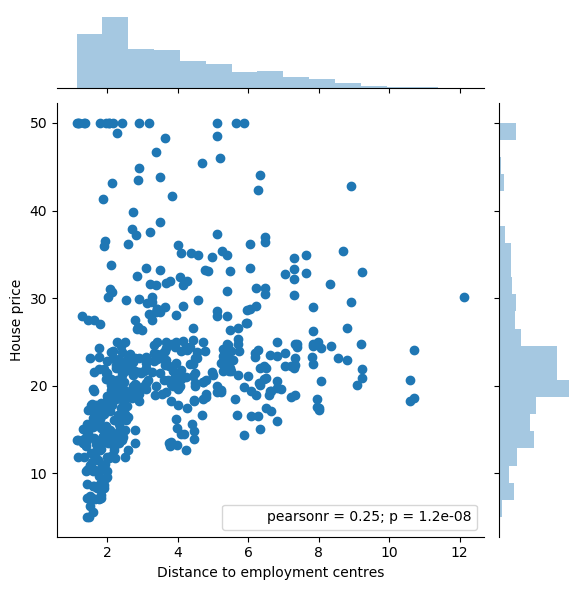 50
40
30
20
10
House price
pearsonr = 0.25; p = 1.2e-08
2 4 6 8 10 12
Distance to employment centres